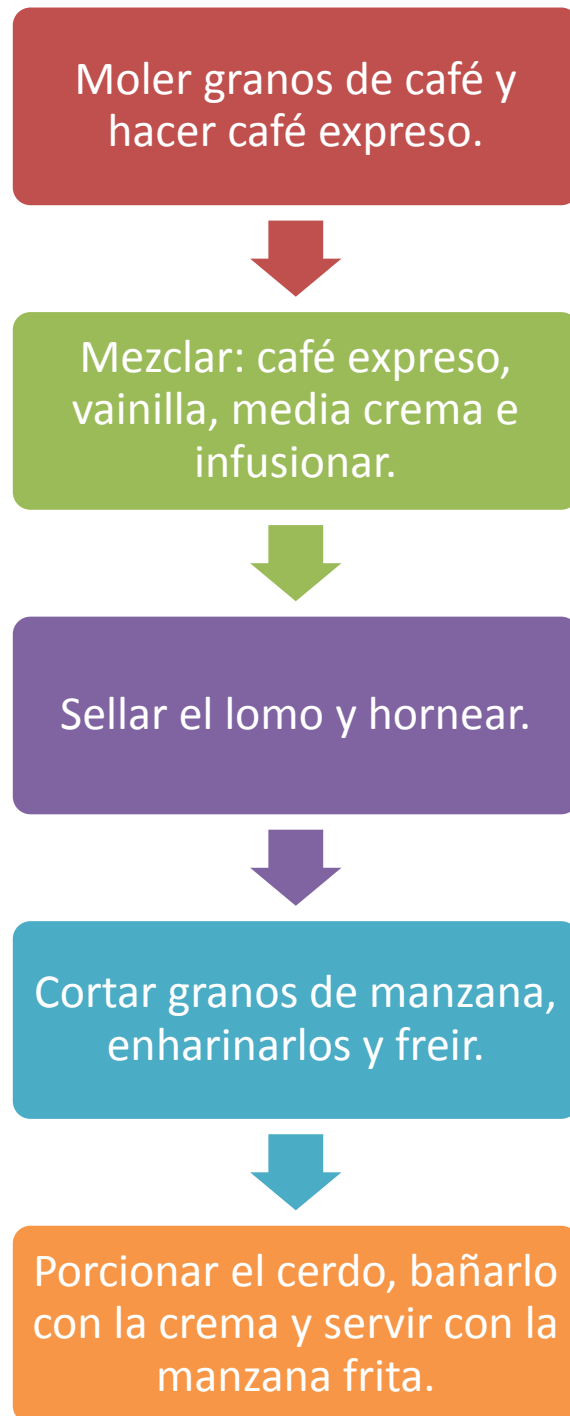 Moler granos de café y
hacer café expreso.
Mezclar: café expreso,
vainilla, media crema e
infusionar.
Sellar el lomo y hornear.
Cortar granos de manzana,
enharinarlos y freir.
Porcionar el cerdo, bañarlo
con la crema y servir con la
manzana frita.